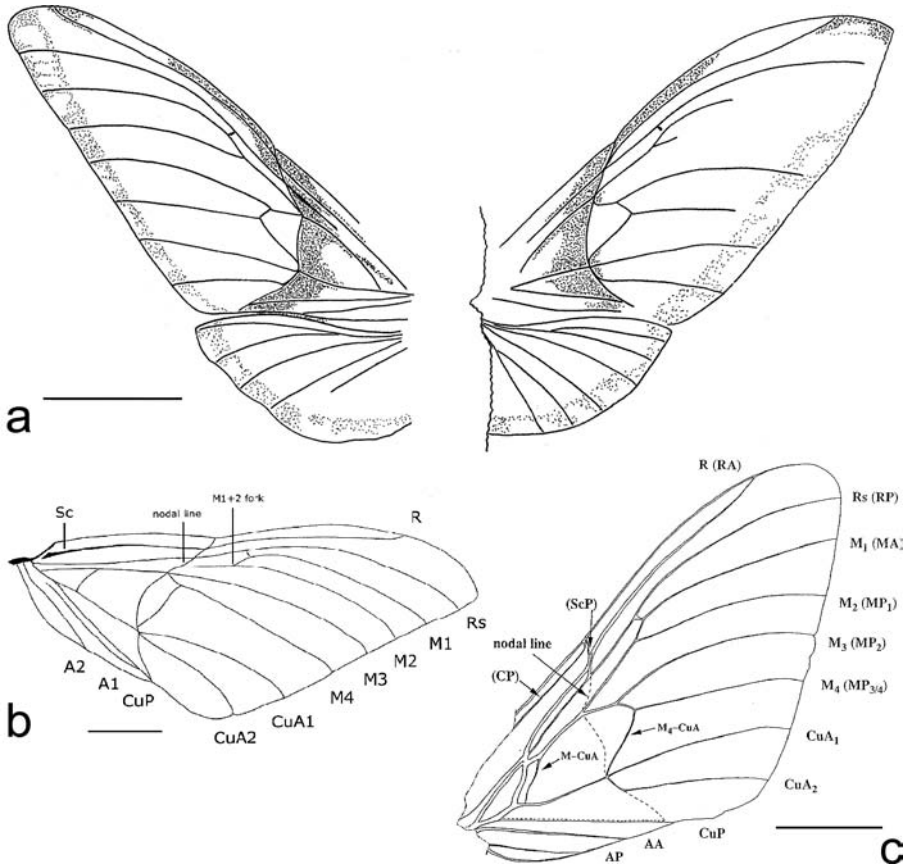 a
Sc
nodal line
M1+2 fork
R
Rs
M1
M2
M3
M4
CuA1
CuA2
CuP
A1
A2
b
R (RA)
Rs (RP)
M₁ (MA)
M₂ (MP₁)
M₃ (MP₂)
M₄ (MP₃/₄)
CuA₁
CuA₂
CuP
AA
AP
(ScP)
nodal line
(CP)
M₄–CuA
M–CuA
c